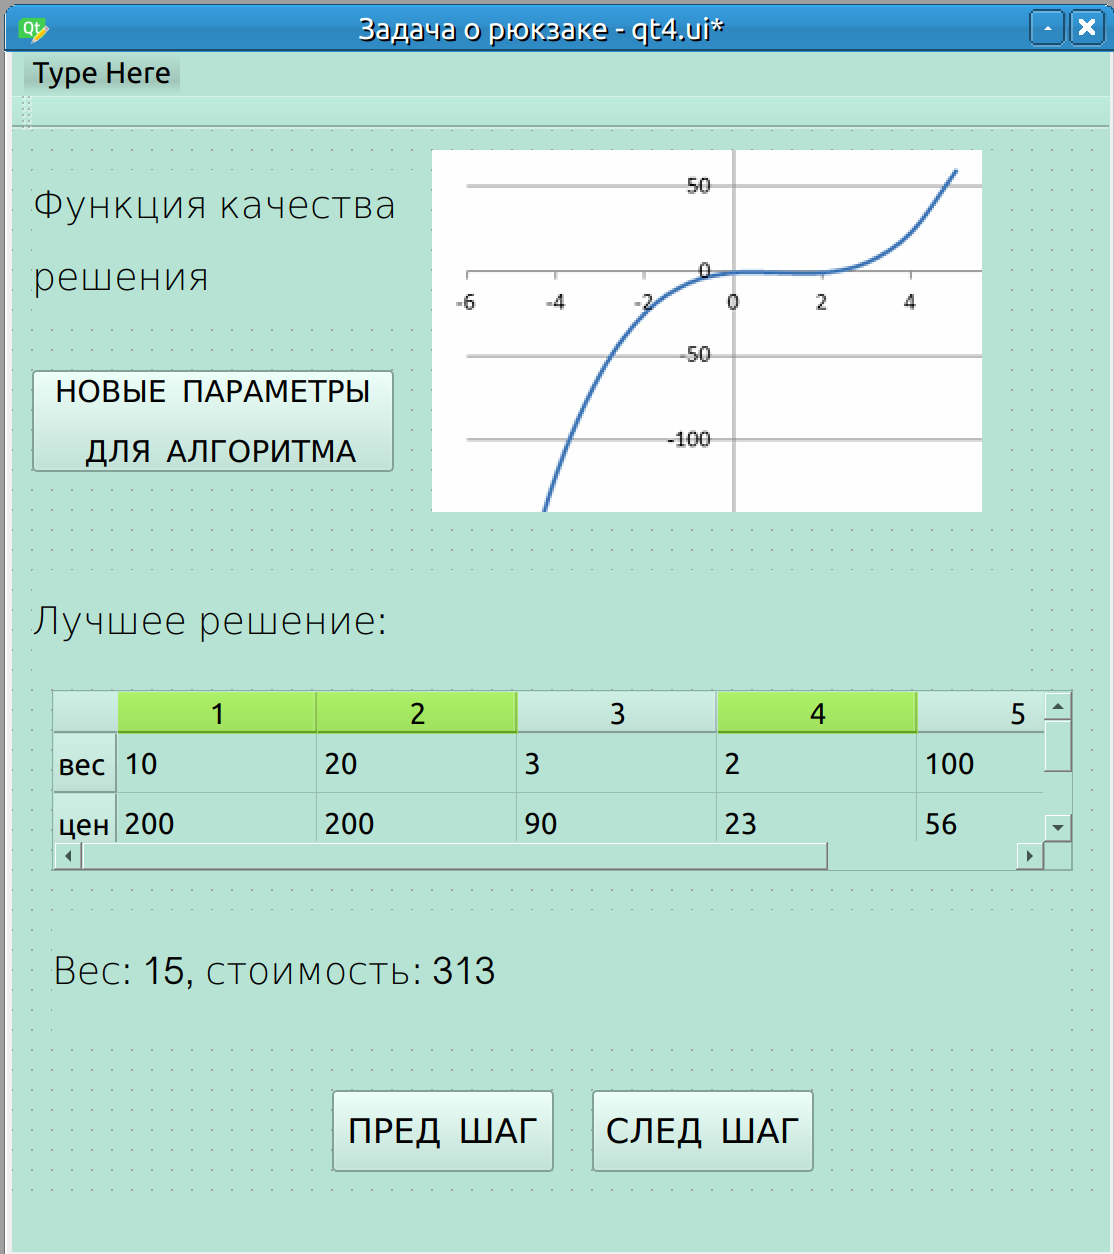 Qt
Задача о рюкзаке - qt4.ui*
Type Here
Функция качества
решения
НОВЫЕ ПАРАМЕТРЫ
ДЛЯ АЛГОРИТМА
50
0
-6 -4 -2 0 2 4
-50
-100
Лучшее решение:
1 2 3 4 5
вес 10 20 3 2 100
цен 200 200 90 23 56
Вес: 15, стоимость: 313
ПРЕД ШАГ СЛЕД ШАГ